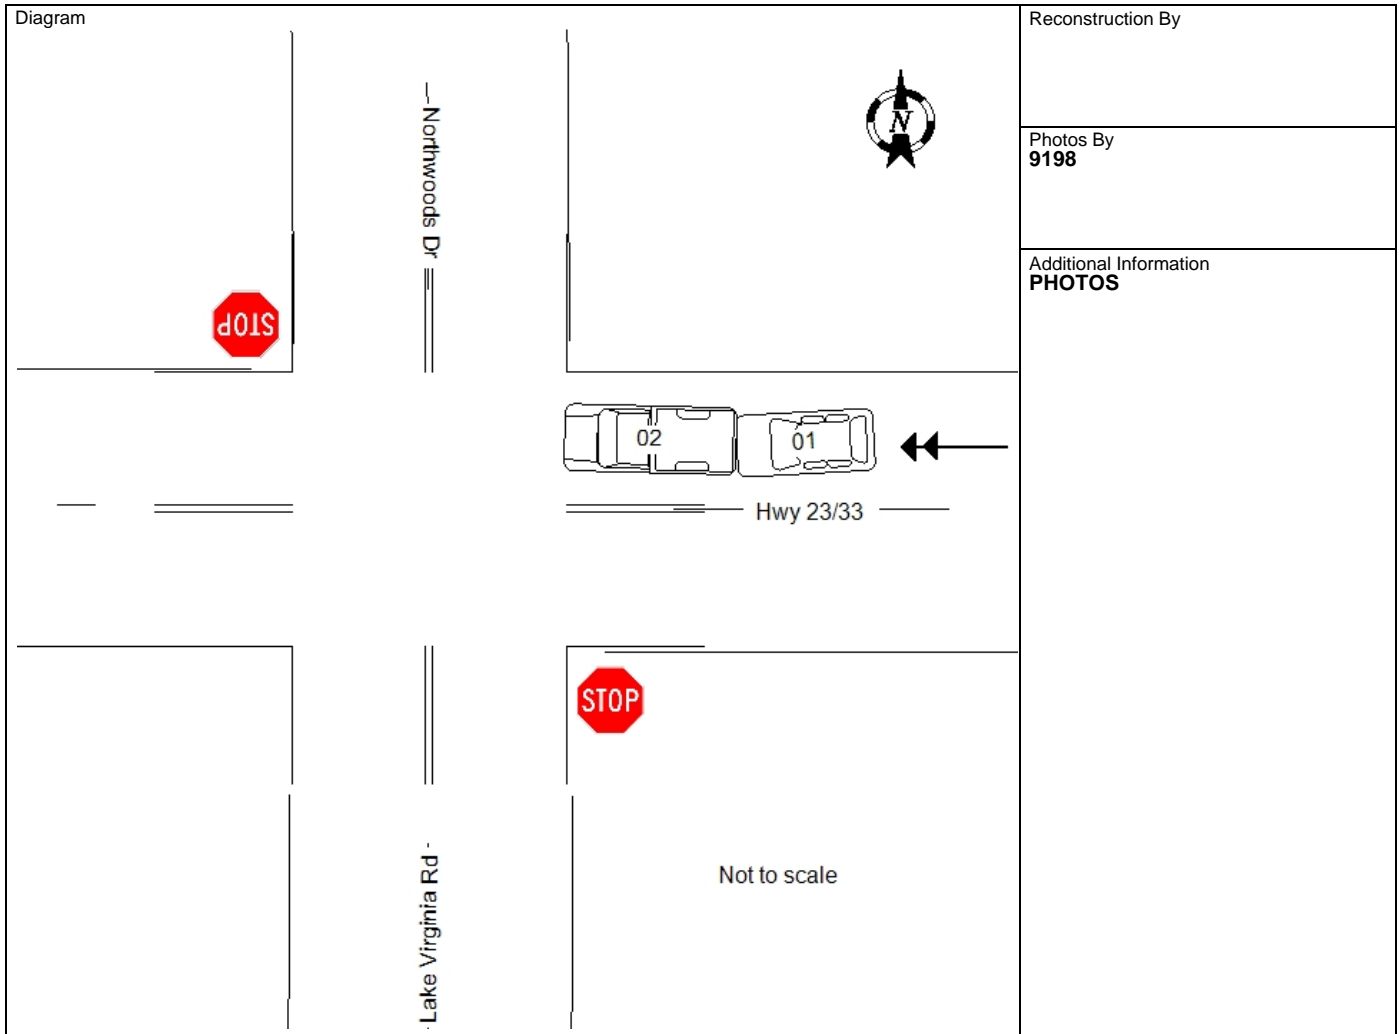 Diagram
Reconstruction By
Photos By
9198
Additional Information
PHOTOS
Northwoods Dr
N
STOP
02
01
Hwy 23/33
STOP
Not to scale
Lake Virginia Rd